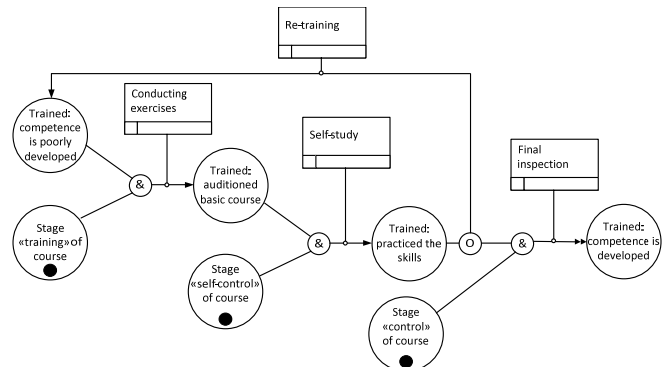 Re-training
Conducting
exercises
Self-study
Final
inspection
Trained:
competence
is poorly
developed
&
Trained:
auditioned
basic course
Stage
«training»of
course
&
Trained:
practiced the
skills
O
&
Trained:
competence is
developed
Stage
«self-control»
of course
Stage
«control»
of course